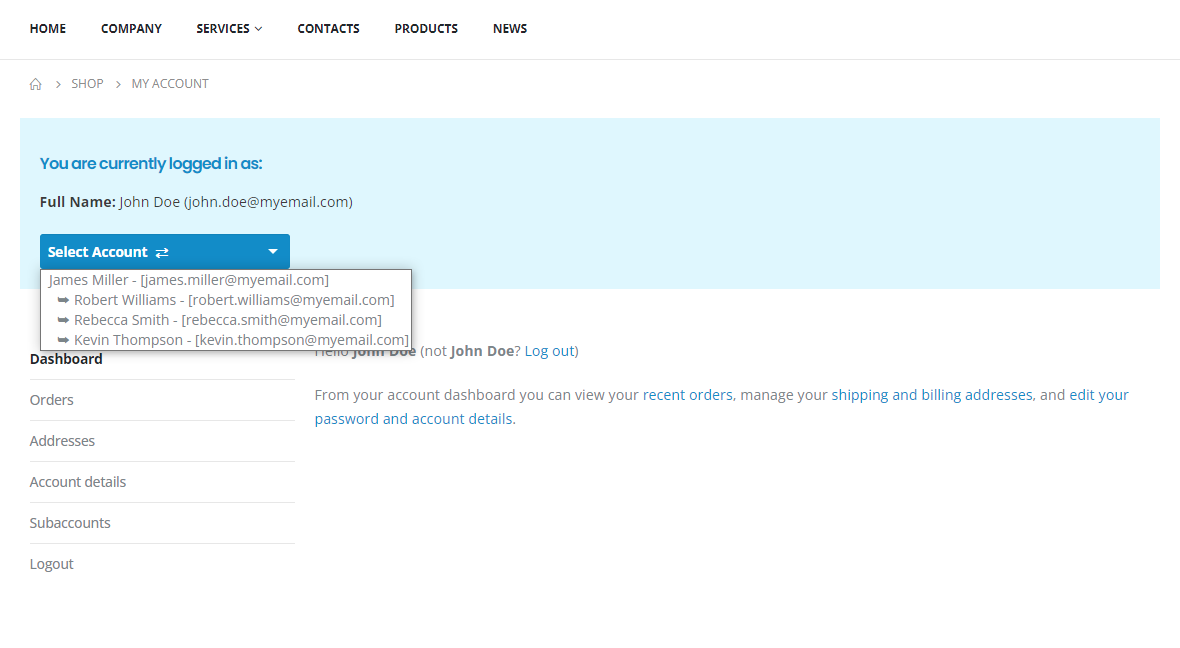 HOME COMPANY SERVICES CONTACTS PRODUCTS NEWS
SHOP MY ACCOUNT
You are currently logged in as:
Full Name: John Doe (john.doe@myemail.com)
Select Account
James Miller - [james.miller@myemail.com]
Robert Williams - [robert.williams@myemail.com]
Rebecca Smith - [rebecca.smith@myemail.com]
Kevin Thompson - [kevin.thompson@myemail.com]
Hello John Doe (not John Doe? Log out)
From your account dashboard you can view your recent orders, manage your shipping and billing addresses, and edit your
password and account details.
Dashboard
Orders
Addresses
Account details
Subaccounts
Logout